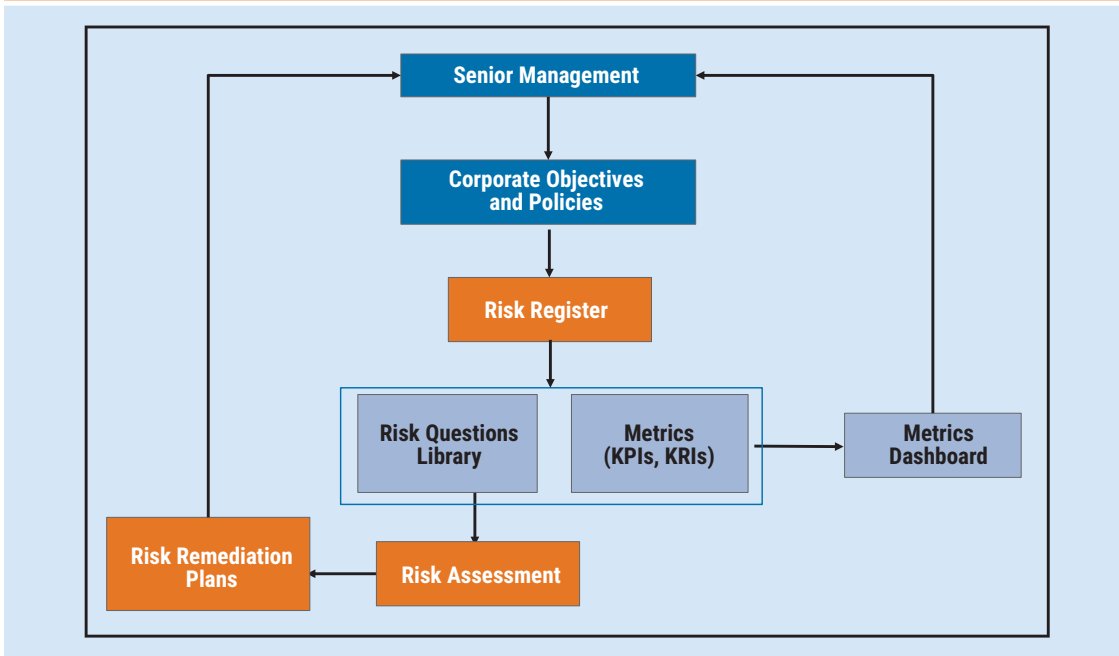 Senior Management
Corporate Objectives
and Policies
Risk Register
Risk Questions
Library
Metrics
(KPIs, KRIs)
Metrics
Dashboard
Risk Remediation
Plans
Risk Assessment